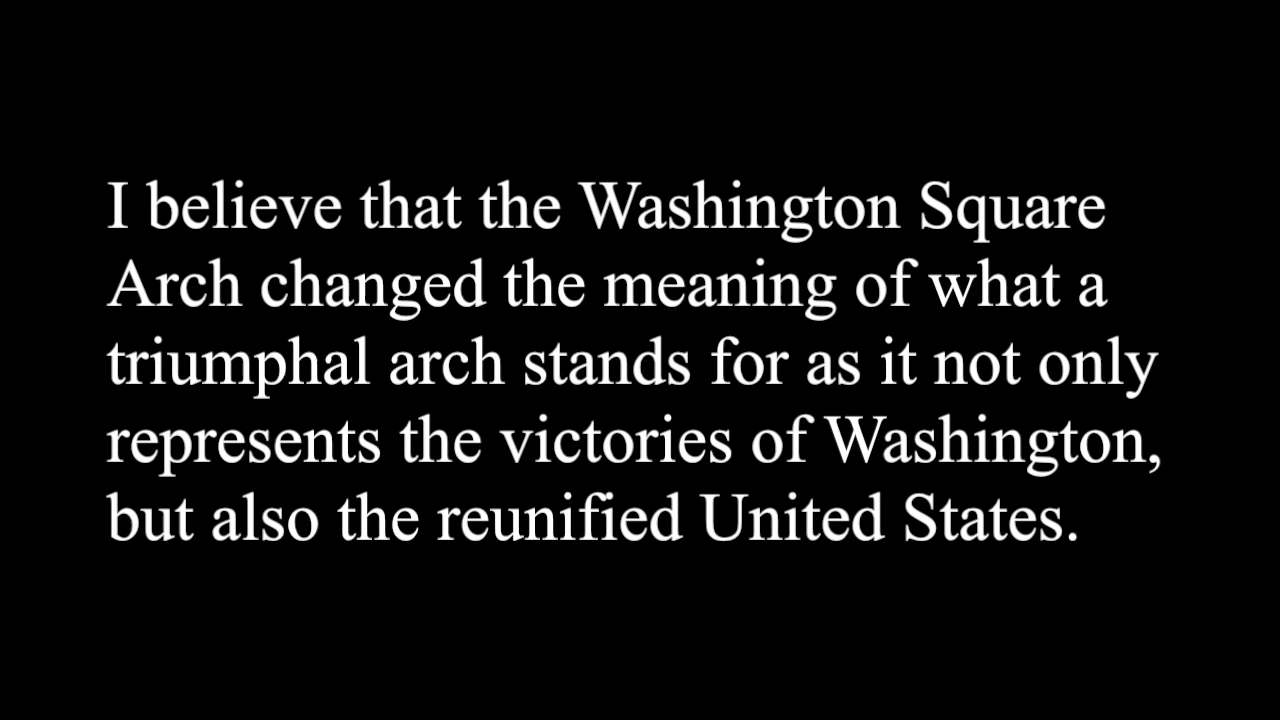 I believe that the Washington Square
Arch changed the meaning of what a
triumphal arch stands for as it not only
represents the victories of Washington,
but also the reunified United States.